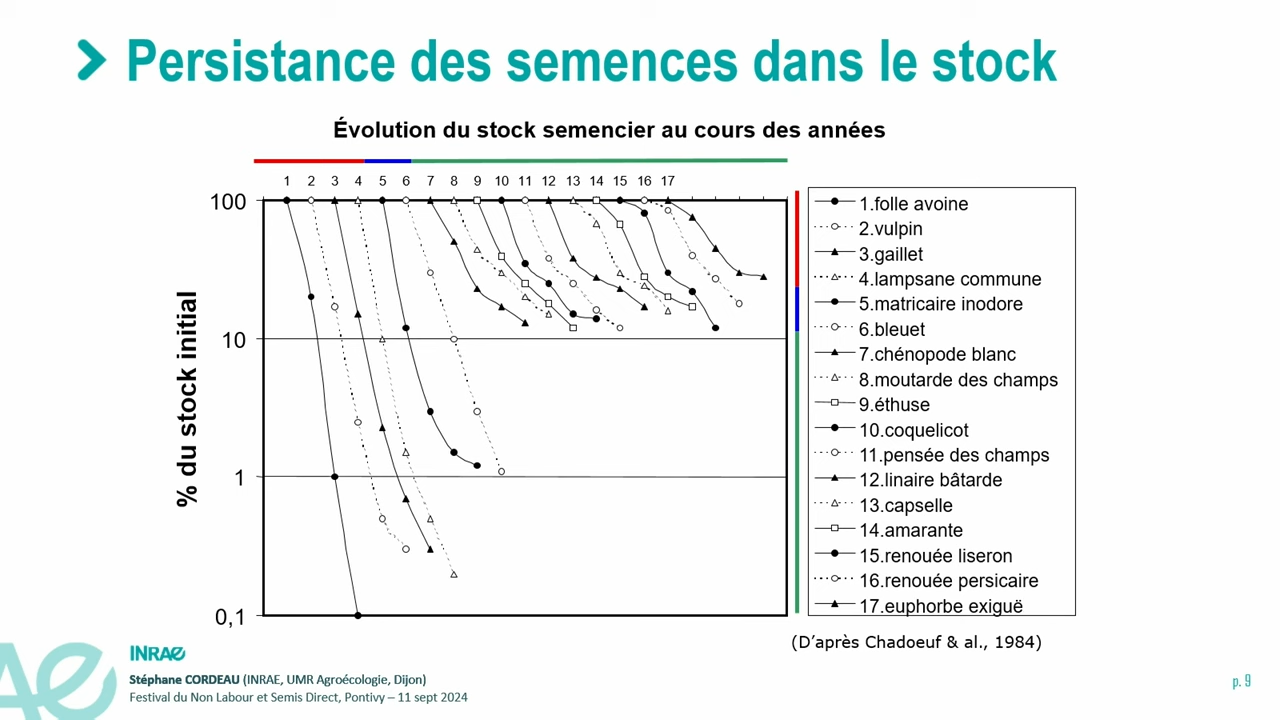 Persistance des semences dans le stock
Évolution du stock semencier au cours des années
1 2 3 4 5 6 7 8 9 10 11 12 13 14 15 16 17
100
10
1
0,1
% du stock initial
1.folle avoine
2.vulpin
3.gaillet
4.lampsane commune
5.matricaire inodore
6.bleuet
7.chénopode blanc
8.moutarde des champs
9.éthuse
10.coquelicot
11.pensée des champs
12.linaire bâtarde
13.capselle
14.amarante
15.renouée liseron
16.renouée persicaire
17.euphorbe exiguë
(D'après Chadoeuf & al., 1984)
INRAE
Stéphane CORDEAU (INRAE, UMR Agroécologie, Dijon)
Festival du Non Labour et Semis Direct, Pontivy – 11 sept 2024
p. 9